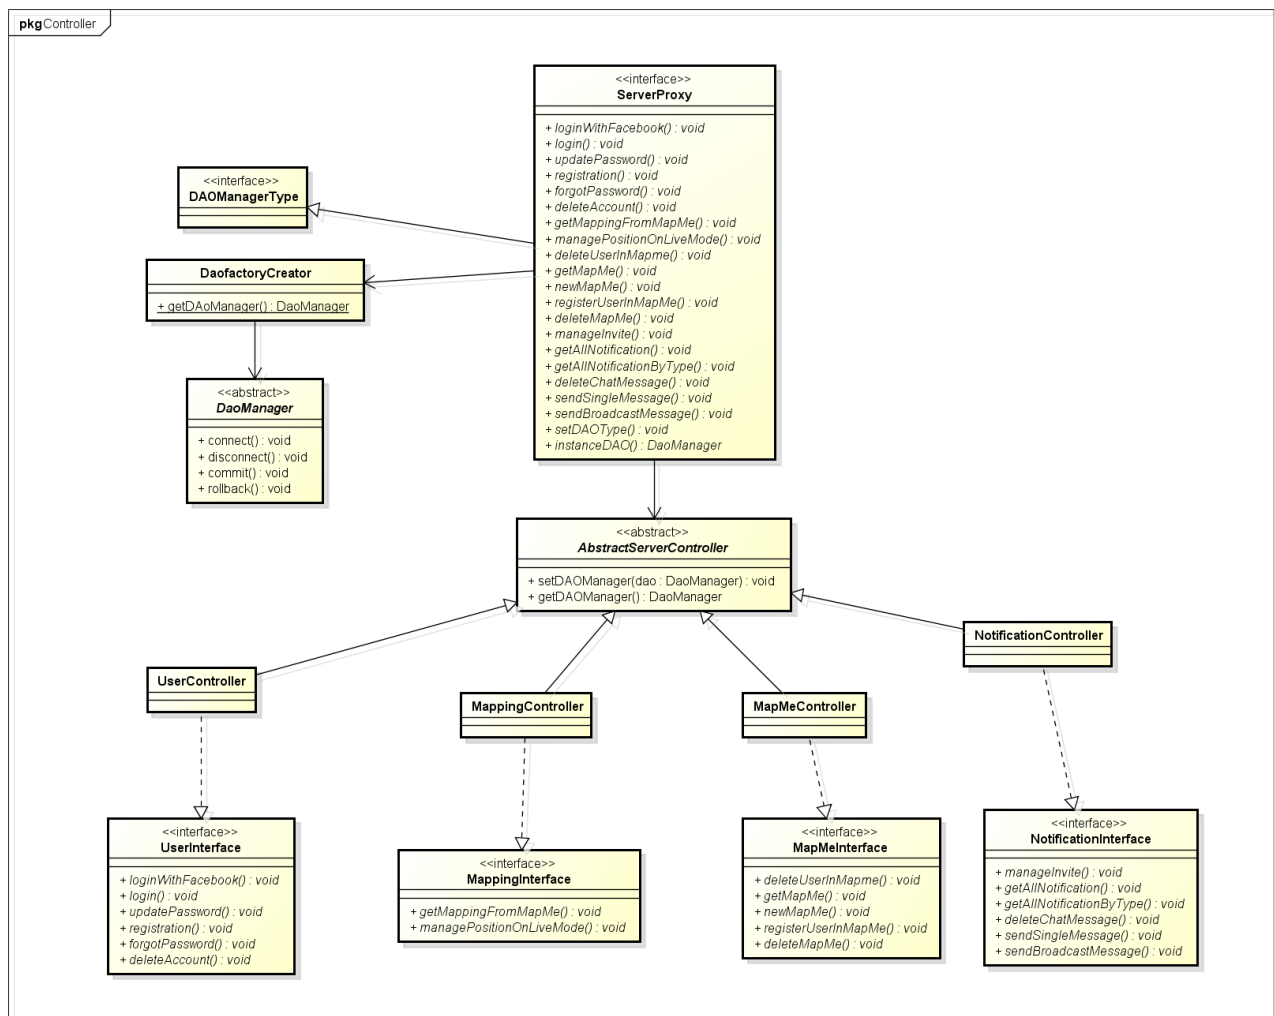 pkg Controller
<<interface>>
ServerProxy
+ loginWithFacebook() : void
+ login() : void
+ updatePassword() : void
+ registration() : void
+ forgotPassword() : void
+ deleteAccount() : void
+ getMappingFromMapMe() : void
+ managePositionOnLiveMode() : void
+ deleteUserInMapme() : void
+ getMapMe() : void
+ newMapMe() : void
+ registerUserInMapMe() : void
+ deleteMapMe() : void
+ manageInvite() : void
+ getAllNotification() : void
+ getAllNotificationByType() : void
+ deleteChatMessage() : void
+ sendSingleMessage() : void
+ sendBroadcastMessage() : void
+ setDAOType() : void
+ instanceDAO() : DaoManager
<<interface>>
DAOManagerType
DaofactoryCreator
+ getDAoManager() : DaoManager
<<abstract>>
DaoManager
+ connect() : void
+ disconnect() : void
+ commit() : void
+ rollback() : void
<<abstract>>
AbstractServerController
+ setDAOManager(dao : DaoManager) : void
+ getDAOManager() : DaoManager
UserController
MappingController
MapMeController
NotificationController
<<interface>>
UserInterface
+ loginWithFacebook() : void
+ login() : void
+ updatePassword() : void
+ registration() : void
+ forgotPassword() : void
+ deleteAccount() : void
<<interface>>
MappingInterface
+ getMappingFromMapMe() : void
+ managePositionOnLiveMode() : void
<<interface>>
MapMeInterface
+ deleteUserInMapme() : void
+ getMapMe() : void
+ newMapMe() : void
+ registerUserInMapMe() : void
+ deleteMapMe() : void
<<interface>>
NotificationInterface
+ manageInvite() : void
+ getAllNotification() : void
+ getAllNotificationByType() : void
+ deleteChatMessage() : void
+ sendSingleMessage() : void
+ sendBroadcastMessage() : void